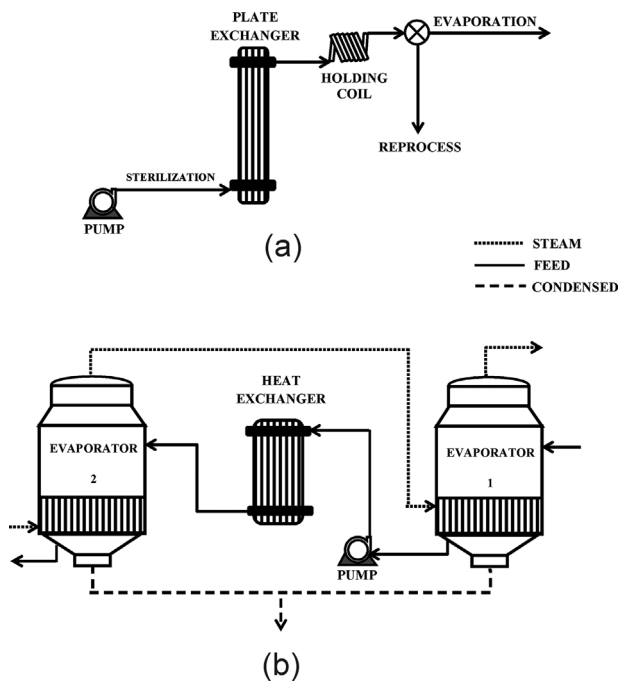 PLATE
EXCHANGER
EVAPORATION
HOLDING
COIL
REPROCESS
STERILIZATION
PUMP
(a)
STEAM
FEED
CONDENSED
HEAT
EXCHANGER
EVAPORATOR
2
EVAPORATOR
1
PUMP
(b)